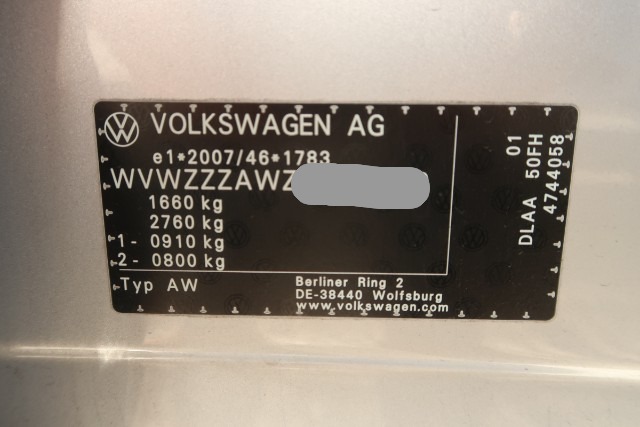 VOLKSWAGEN AG
e1*2007/46*1783
WVWZZZAWZ
1660 kg
2760 kg
1- 0910 kg
2- 0800 kg
Typ AW
Berliner Ring 2
DE-38440 Wolfsburg
www.volkswagen.com
01
DLAA 50FH
4744058